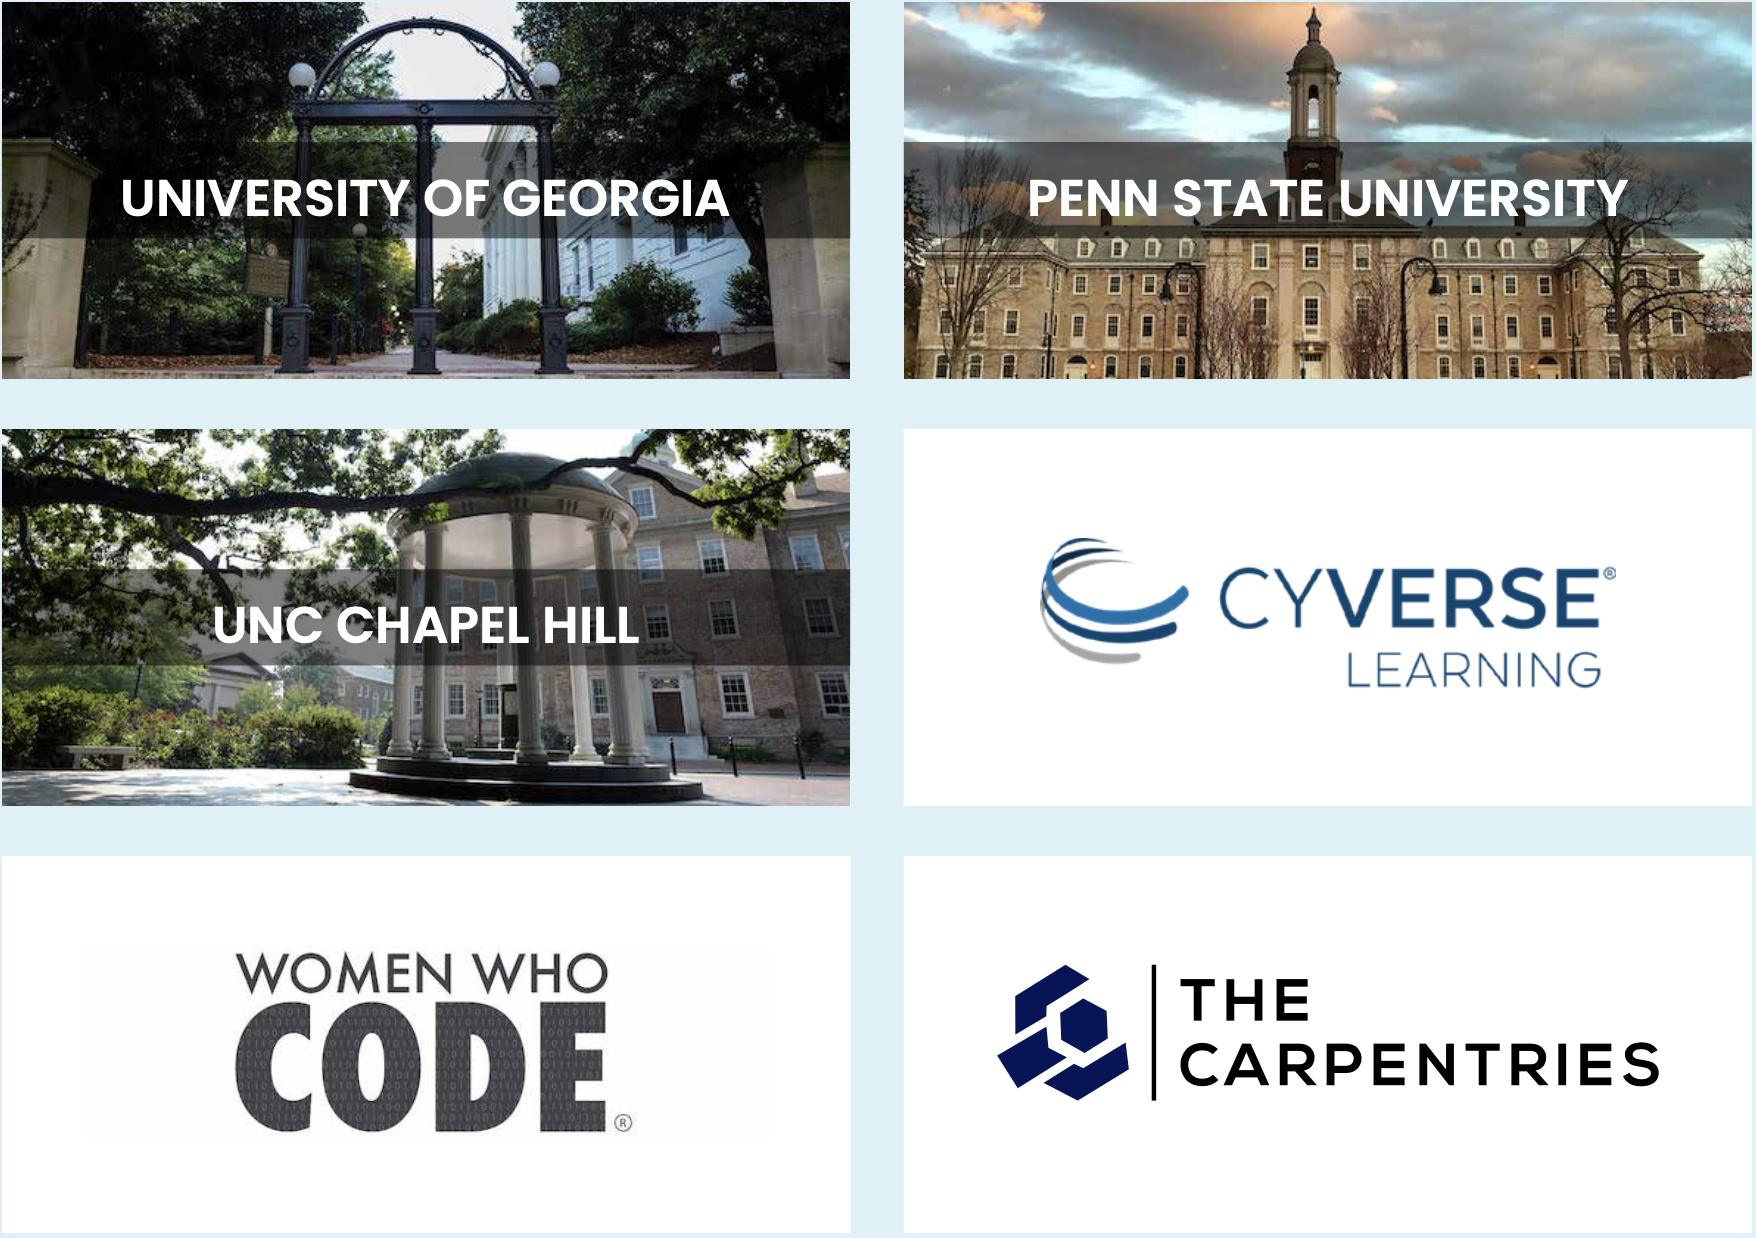 UNIVERSITY OF GEORGIA
PENN STATE UNIVERSITY
UNC CHAPEL HILL
CYVERSE®
LEARNING
WOMEN WHO
CODE®
THE
CARPENTRIES